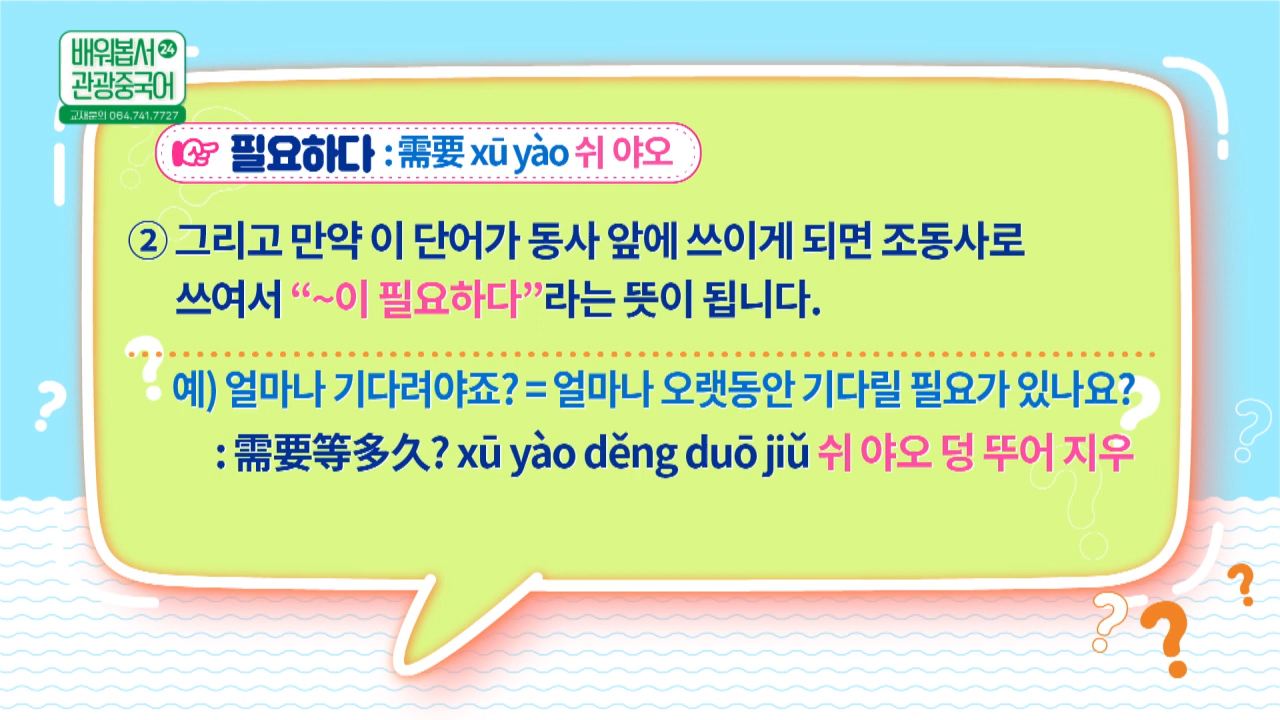 배워봅서 24
관광중국어
교재문의 064.741.7727
필요하다 : 需要 xū yào 쉬 야오
② 그리고 만약 이 단어가 동사 앞에 쓰이게 되면 조동사로
쓰여서 “~이 필요하다”라는 뜻이 됩니다.
예) 얼마나 기다려야죠? = 얼마나 오랫동안 기다릴 필요가 있나요?
: 需要等多久? xū yào děng duō jiǔ 쉬 야오 덩 뚜어 지우